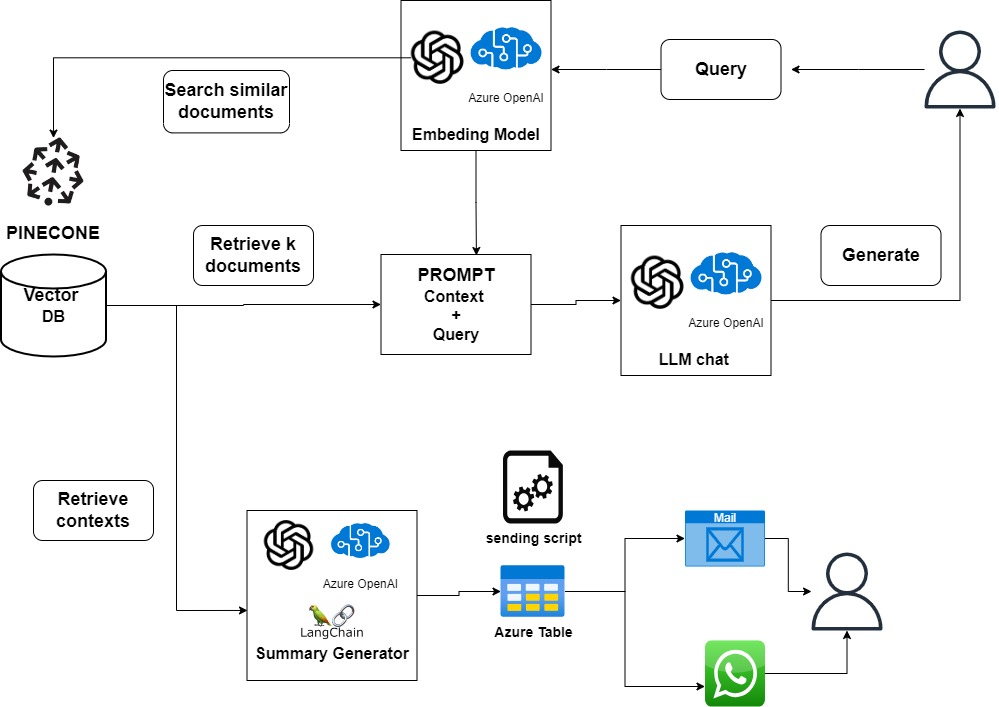 Azure OpenAI
Embeding Model
Query
Search similar
documents
PINECONE
Vector
DB
Retrieve k
documents
PROMPT
Context
+
Query
Azure OpenAI
LLM chat
Generate
Retrieve
contexts
Azure OpenAI
LangChain
Summary Generator
sending script
Azure Table
Mail